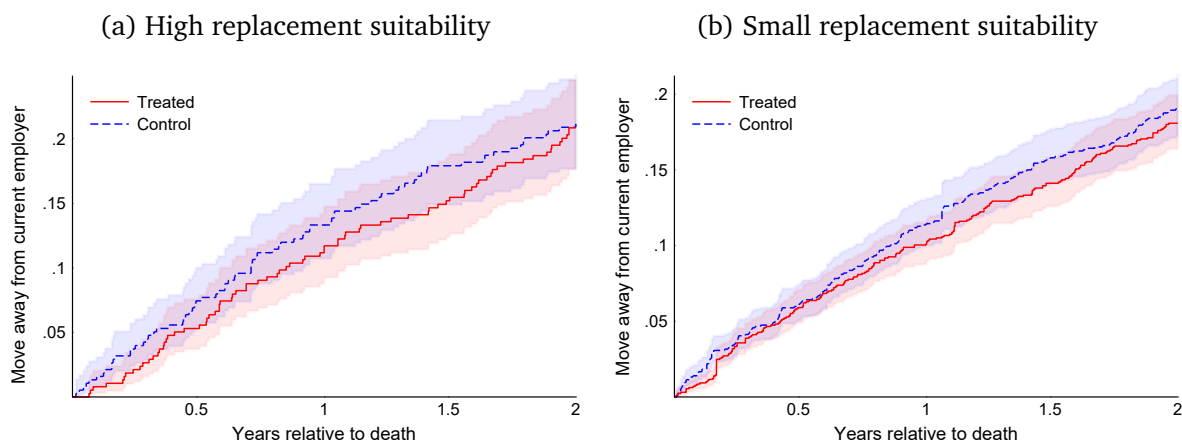 (a) High replacement suitability
Move away from current employer
.2
.15
.1
.05
Treated
Control
0.5
1
1.5
2
Years relative to death
(b) Small replacement suitability
Move away from current employer
.2
.15
.1
.05
Treated
Control
0.5
1
1.5
2
Years relative to death